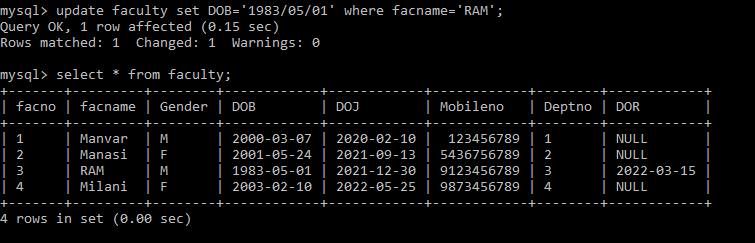 mysql> update faculty set DOB='1983/05/01' where facname='RAM';
Query OK, 1 row affected (0.15 sec)
Rows matched: 1  Changed: 1  Warnings: 0
mysql> select * from faculty;
+-------+---------+--------+------------+------------+------------+--------+------------+
| facno | facname | Gender | DOB        | DOJ        | Mobileno   | Deptno | DOR        |
+-------+---------+--------+------------+------------+------------+--------+------------+
| 1     | Manvar  | M      | 2000-03-07 | 2020-02-10 |  123456789 | 1      | NULL       |
| 2     | Manasi  | F      | 2001-05-24 | 2021-09-13 | 5436756789 | 2      | NULL       |
| 3     | RAM     | M      | 1983-05-01 | 2021-12-30 | 9123456789 | 3      | 2022-03-15 |
| 4     | Milani  | F      | 2003-02-10 | 2022-05-25 | 9873456789 | 4      | NULL       |
+-------+---------+--------+------------+------------+------------+--------+------------+
4 rows in set (0.00 sec)